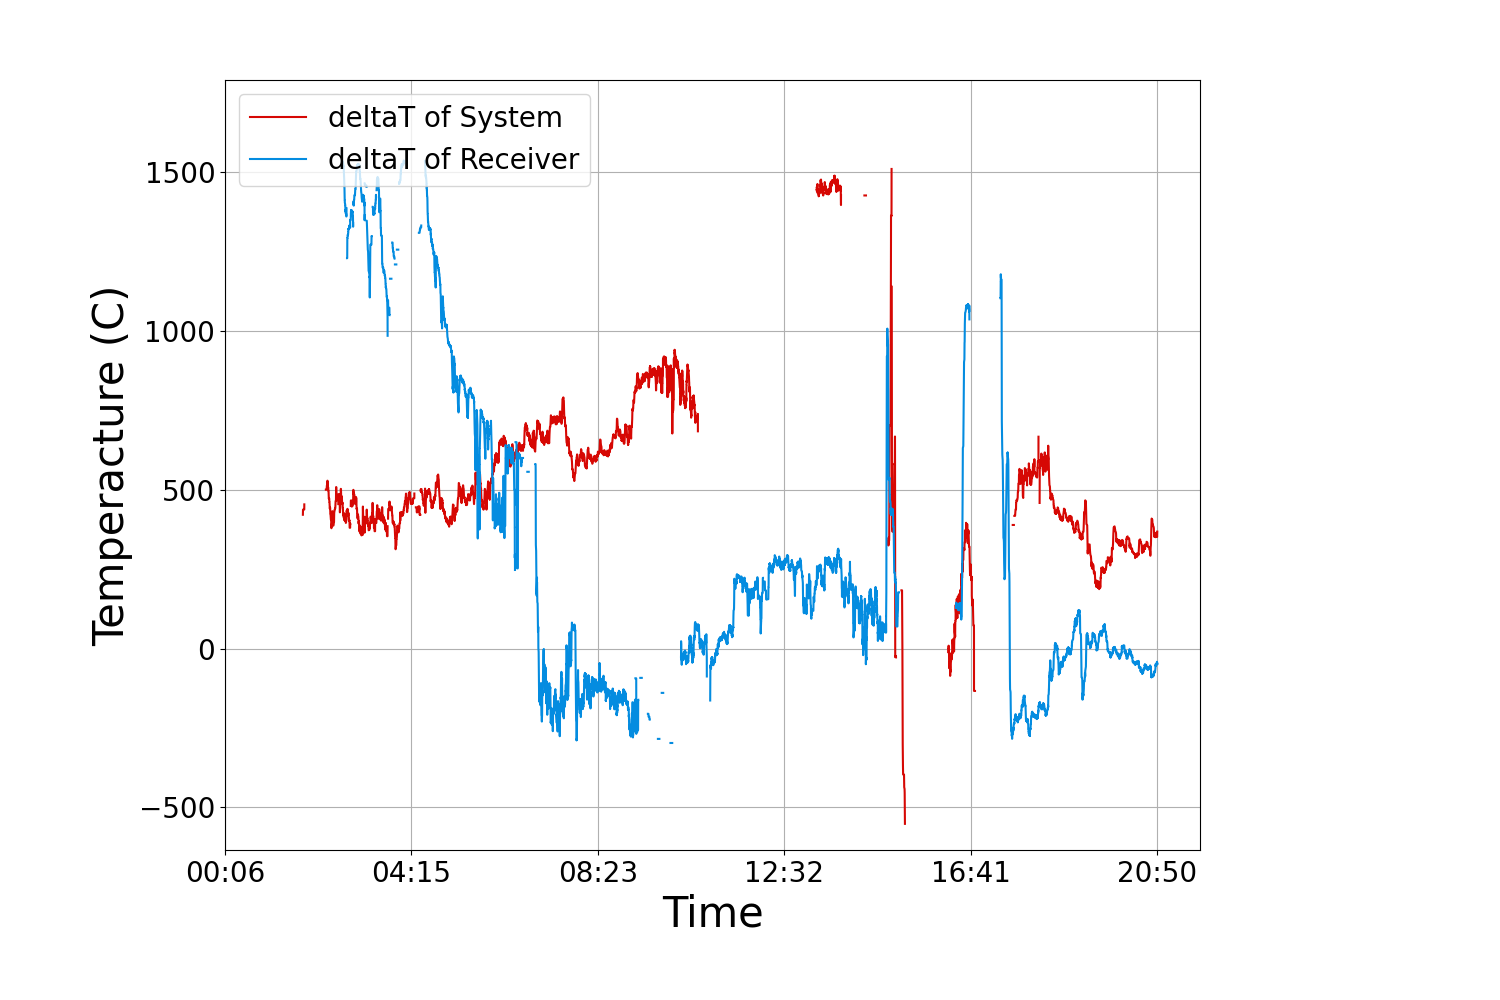 deltaT of System
deltaT of Receiver
1500
1000
500
0
−500
Temperacture (C)
00:06 04:15 08:23 12:32 16:41 20:50
Time